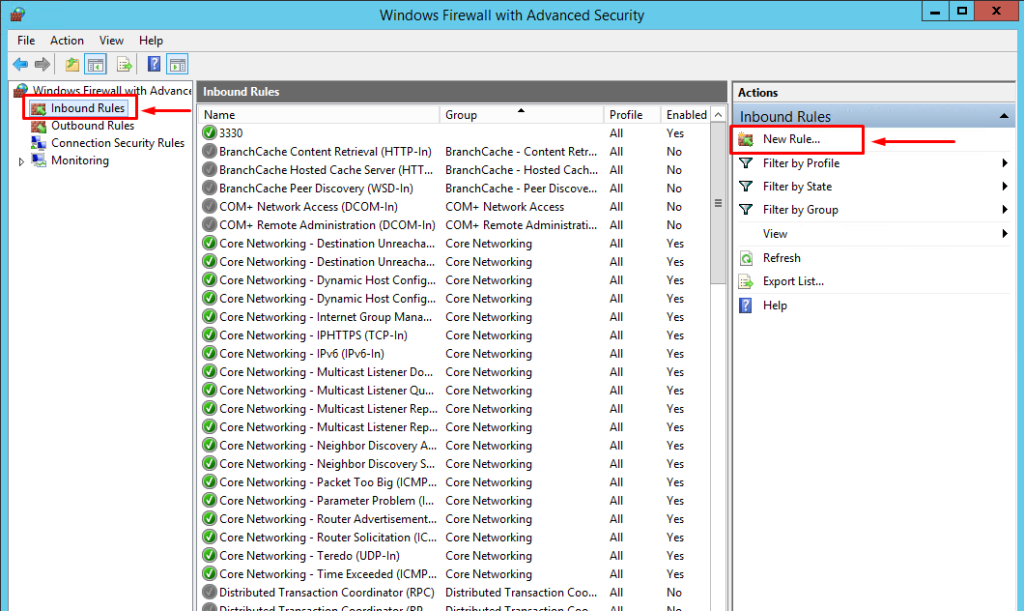 Windows Firewall with Advanced Security
File Action View Help
Windows Firewall with Advance
Inbound Rules
Outbound Rules
Connection Security Rules
Monitoring
Inbound Rules
Name Group Profile Enabled
3330 All Yes
BranchCache Content Retrieval (HTTP-In) BranchCache - Content Retr... All No
BranchCache Hosted Cache Server (HTT... BranchCache - Hosted Cach... All No
BranchCache Peer Discovery (WSD-In) BranchCache - Peer Discove... All No
COM+ Network Access (DCOM-In) COM+ Network Access All No
COM+ Remote Administration (DCOM-In) COM+ Remote Administrati... All No
Core Networking - Destination Unreacha... Core Networking All Yes
Core Networking - Destination Unreacha... Core Networking All Yes
Core Networking - Dynamic Host Config... Core Networking All Yes
Core Networking - Dynamic Host Config... Core Networking All Yes
Core Networking - Internet Group Mana... Core Networking All Yes
Core Networking - IPHTTPS (TCP-In) Core Networking All Yes
Core Networking - IPv6 (IPv6-In) Core Networking All Yes
Core Networking - Multicast Listener Do... Core Networking All Yes
Core Networking - Multicast Listener Qu... Core Networking All Yes
Core Networking - Multicast Listener Rep... Core Networking All Yes
Core Networking - Multicast Listener Rep... Core Networking All Yes
Core Networking - Neighbor Discovery A... Core Networking All Yes
Core Networking - Neighbor Discovery S... Core Networking All Yes
Core Networking - Packet Too Big (ICMP... Core Networking All Yes
Core Networking - Parameter Problem (I... Core Networking All Yes
Core Networking - Router Advertisement... Core Networking All Yes
Core Networking - Router Solicitation (IC... Core Networking All Yes
Core Networking - Teredo (UDP-In) Core Networking All Yes
Core Networking - Time Exceeded (ICMP... Core Networking All Yes
Distributed Transaction Coordinator (RPC) Distributed Transaction Coo... All No
Distributed Transaction Coordinator (RP... Distributed Transaction Coo... All No
Actions
Inbound Rules
New Rule...
Filter by Profile
Filter by State
Filter by Group
View
Refresh
Export List...
Help